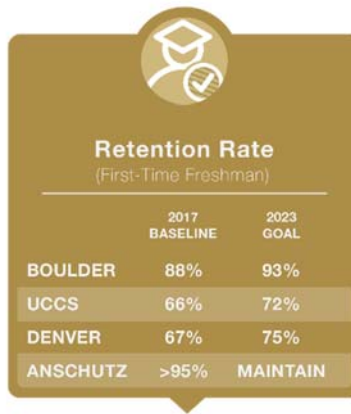 Retention Rate
(First-Time Freshman)
2017 BASELINE 2023 GOAL
BOULDER 88% 93%
UCCS 66% 72%
DENVER 67% 75%
ANSCHUTZ >95% MAINTAIN